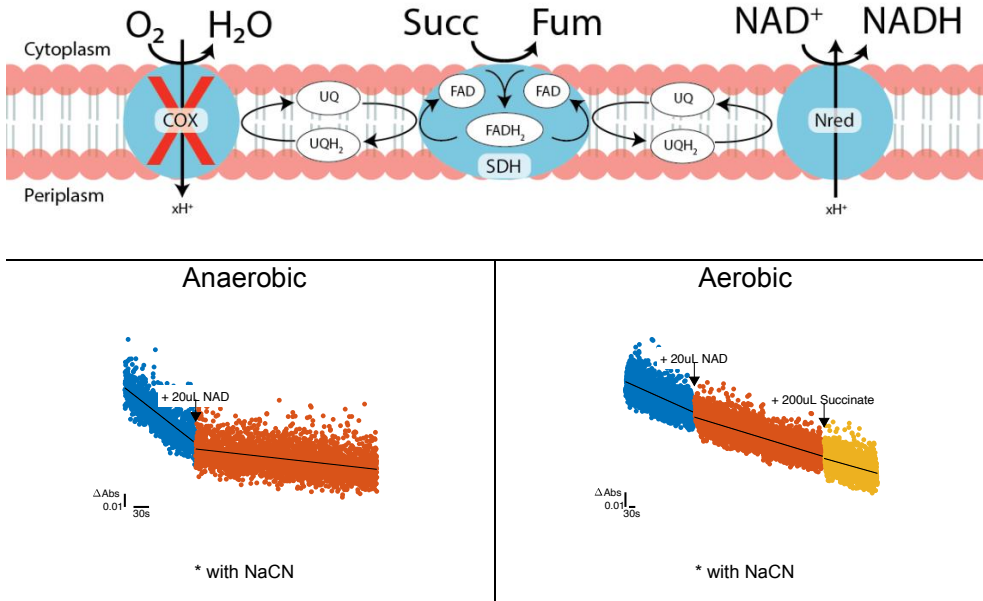 O₂ H₂O Succ Fum NAD⁺ NADH
Cytoplasm
FAD FAD
UQ UQ
COX FADH₂ Nred
UQH₂ UQH₂
SDH
Periplasm
xH⁺ xH⁺
Anaerobic
+ 20uL NAD
Δ Abs
0.01
30s
* with NaCN
Aerobic
+ 20uL NAD
+ 200uL Succinate
Δ Abs
0.01
30s
* with NaCN